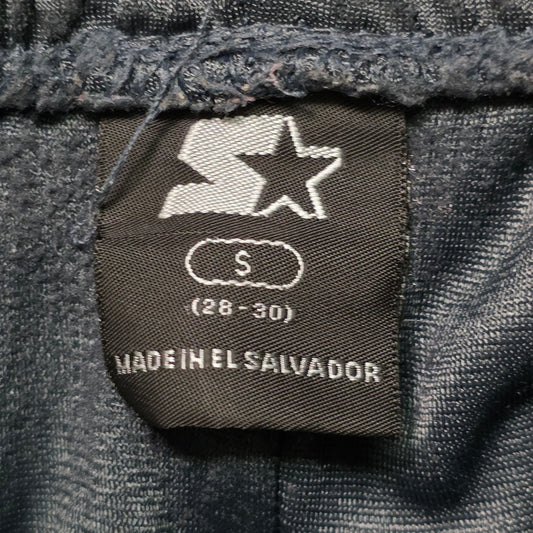 S
(28-30)
MADE IN EL SALVADOR